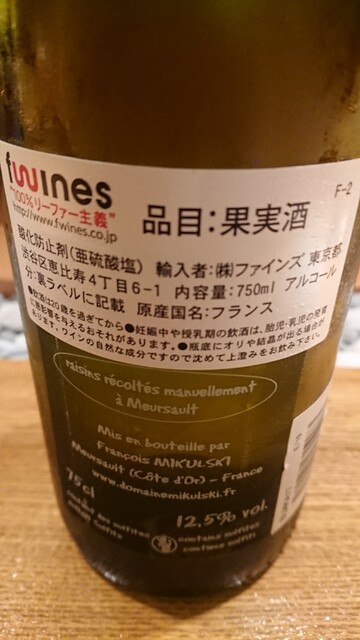 fwines
"100%リーファー主義"
http://www.fwines.co.jp
品目:果実酒
F-2
酸化防止剤(亜硫酸塩) 輸入者:㈱ファインズ 東京都
渋谷区恵比寿4丁目6-1 内容量:750ml アルコール
分:裏ラベルに記載 原産国名:フランス
●飲酒は20歳を過ぎてから●妊娠中や授乳期の飲酒は、胎児・乳児の発育
に悪影響を与えるおそれがあります。●瓶底にオリや結晶が出る場合が
あります。ワインの自然な成分ですので沈めて上澄みをお飲み下さい。
raisins récoltés manuellement
à Meursault
Mis en bouteille par
François MIKULSKI
Meursault (Côte d'Or) - France
www.domainemikulski.fr
75cl
12,5% vol.
contains sulfites